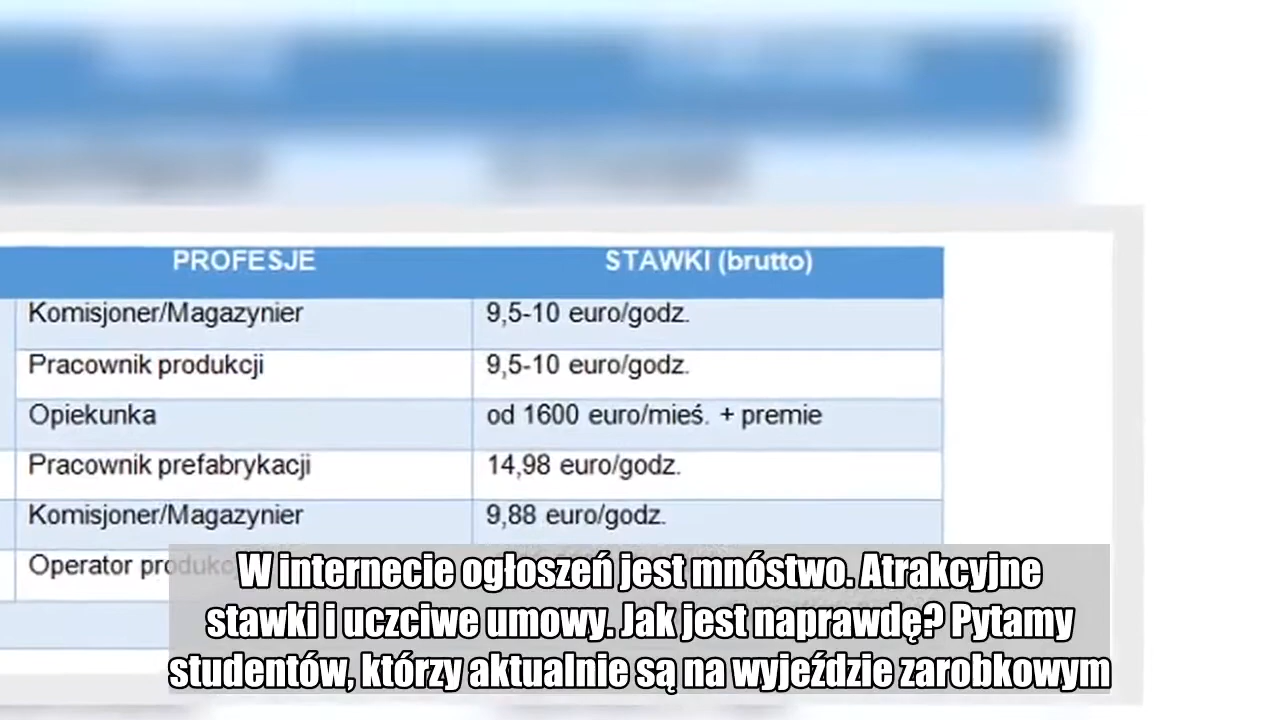 PROFESJE STAWKI (brutto)
Komisjoner/Magazynier 9,5-10 euro/godz.
Pracownik produkcji 9,5-10 euro/godz.
Opiekunka od 1600 euro/mieś. + premie
Pracownik prefabrykacji 14,98 euro/godz.
Komisjoner/Magazynier 9,88 euro/godz.
Operator
W internecie ogłoszeń jest mnóstwo. Atrakcyjne
stawki i uczciwe umowy. Jak jest naprawdę? Pytamy
studentów, którzy aktualnie są na wyjeździe zarobkowym